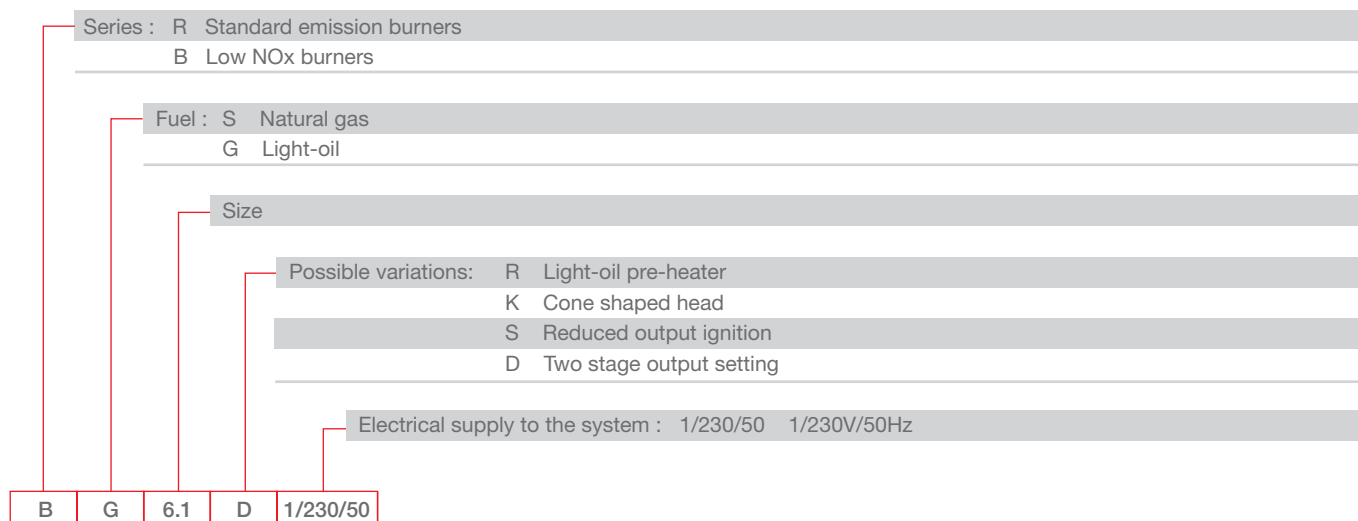 Series : R Standard emission burners
B Low NOx burners
Fuel : S Natural gas
G Light-oil
Size
Possible variations: R Light-oil pre-heater
K Cone shaped head
S Reduced output ignition
D Two stage output setting
Electrical supply to the system : 1/230/50 1/230V/50Hz
B G 6.1 D 1/230/50